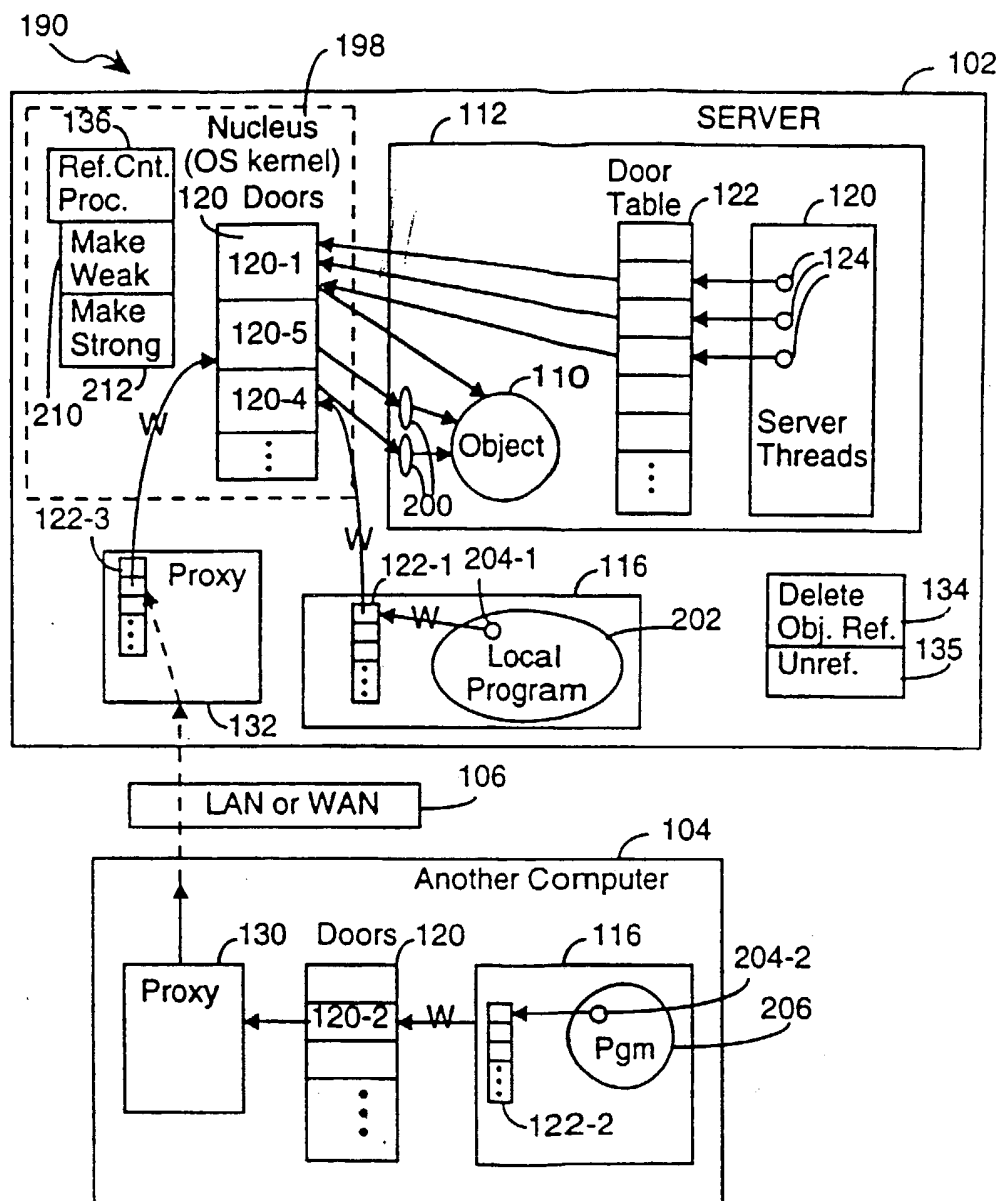 190
198
102
136
Nucleus
(OS kernel)
112
SERVER
Ref.Cnt.
Proc.
120 Doors
Door
Table
122
120
Make
Weak
120-1
124
Make
Strong
120-5
212
210
W
120-4
110
Object
Server
Threads
200
122-3
W
Proxy
122-1
204-1
116
W
202
Local
Program
Delete
Obj. Ref.
134
Unref.
135
132
LAN or WAN
106
104
Another Computer
130
Doors
120
116
204-2
Proxy
120-2
W
Pgm
206
122-2